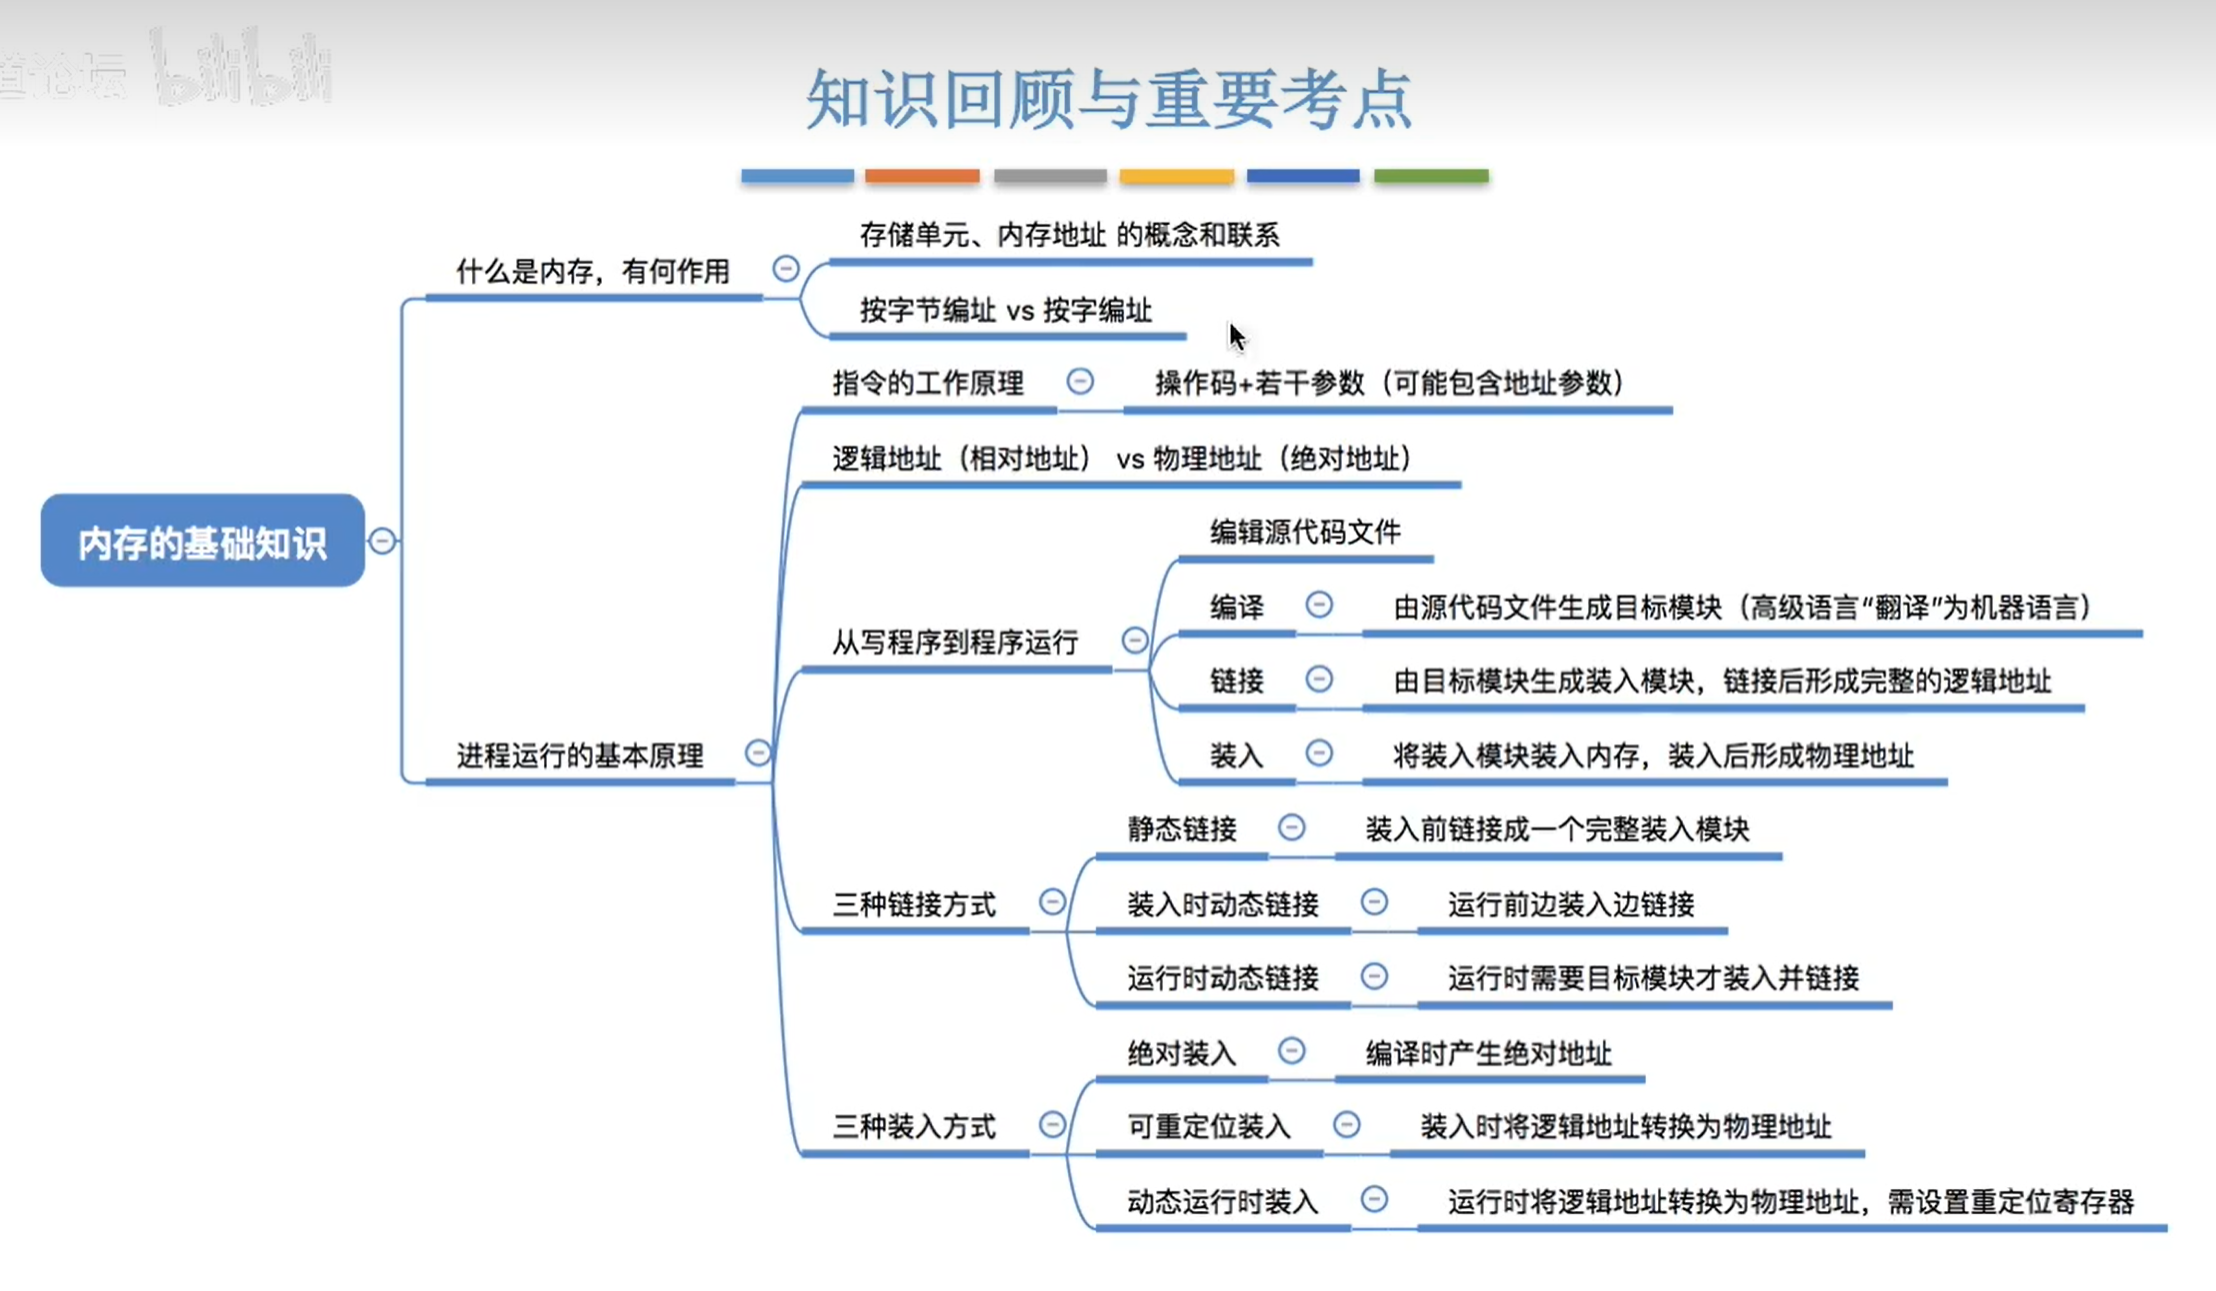 道论坛 bilibili
知识回顾与重要考点
内存的基础知识
什么是内存，有何作用
存储单元、内存地址 的概念和联系
按字节编址 vs 按字编址
进程运行的基本原理
指令的工作原理
操作码+若干参数（可能包含地址参数）
逻辑地址（相对地址） vs 物理地址（绝对地址）
从写程序到程序运行
编辑源代码文件
编译
由源代码文件生成目标模块（高级语言“翻译”为机器语言）
链接
由目标模块生成装入模块，链接后形成完整的逻辑地址
装入
将装入模块装入内存，装入后形成物理地址
三种链接方式
静态链接
装入前链接成一个完整装入模块
装入时动态链接
运行前边装入边链接
运行时动态链接
运行时需要目标模块才装入并链接
三种装入方式
绝对装入
编译时产生绝对地址
可重定位装入
装入时将逻辑地址转换为物理地址
动态运行时装入
运行时将逻辑地址转换为物理地址，需设置重定位寄存器